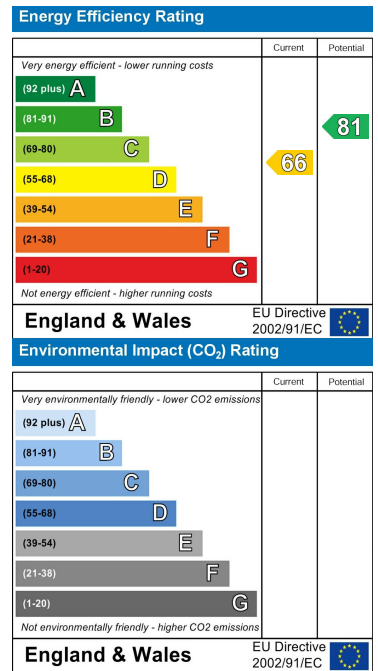 Energy Efficiency Rating
Current Potential
Very energy efficient - lower running costs
(92 plus) A
(81-91) B
81
(69-80) C
66
(55-68) D
(39-54) E
(21-38) F
(1-20) G
Not energy efficient - higher running costs
England & Wales
EU Directive
2002/91/EC
Environmental Impact (CO₂) Rating
Current Potential
Very environmentally friendly - lower CO2 emissions
(92 plus) A
(81-91) B
(69-80) C
(55-68) D
(39-54) E
(21-38) F
(1-20) G
Not environmentally friendly - higher CO2 emissions
England & Wales
EU Directive
2002/91/EC